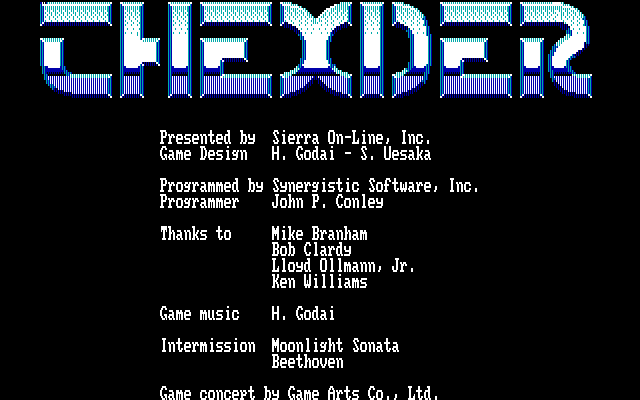 THEXDER
Presented by Sierra On-Line, Inc.
Game Design H. Godai - S. Uesaka
Programmed by Synergistic Software, Inc.
Programmer John P. Conley
Thanks to Mike Branham
Bob Clardy
Lloyd Ollmann, Jr.
Ken Williams
Game music H. Godai
Intermission Moonlight Sonata
Beethoven
Game concert by Game Arts Co., Ltd.